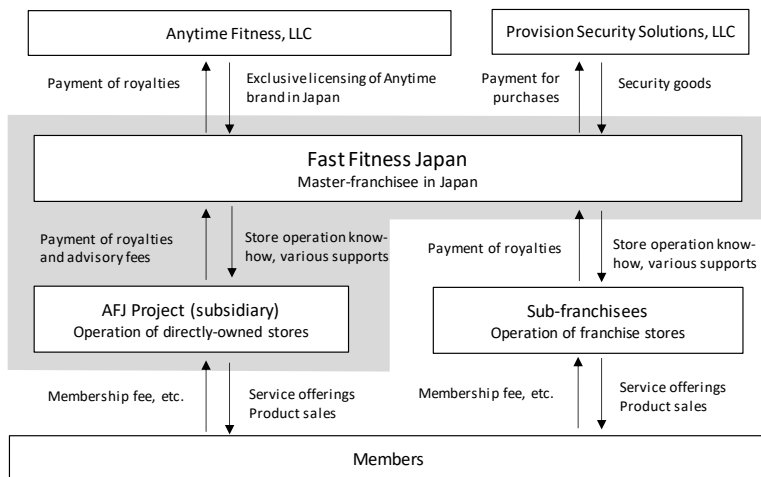 Anytime Fitness, LLC
Provision Security Solutions, LLC
Payment of royalties
Exclusive licensing of Anytime
brand in Japan
Payment for
purchases
Security goods
Fast Fitness Japan
Master-franchisee in Japan
Payment of royalties
and advisory fees
Store operation know-
how, various supports
Payment of royalties
Store operation know-
how, various supports
AFJ Project (subsidiary)
Operation of directly-owned stores
Sub-franchisees
Operation of franchise stores
Membership fee, etc.
Service offerings
Product sales
Membership fee, etc.
Service offerings
Product sales
Members